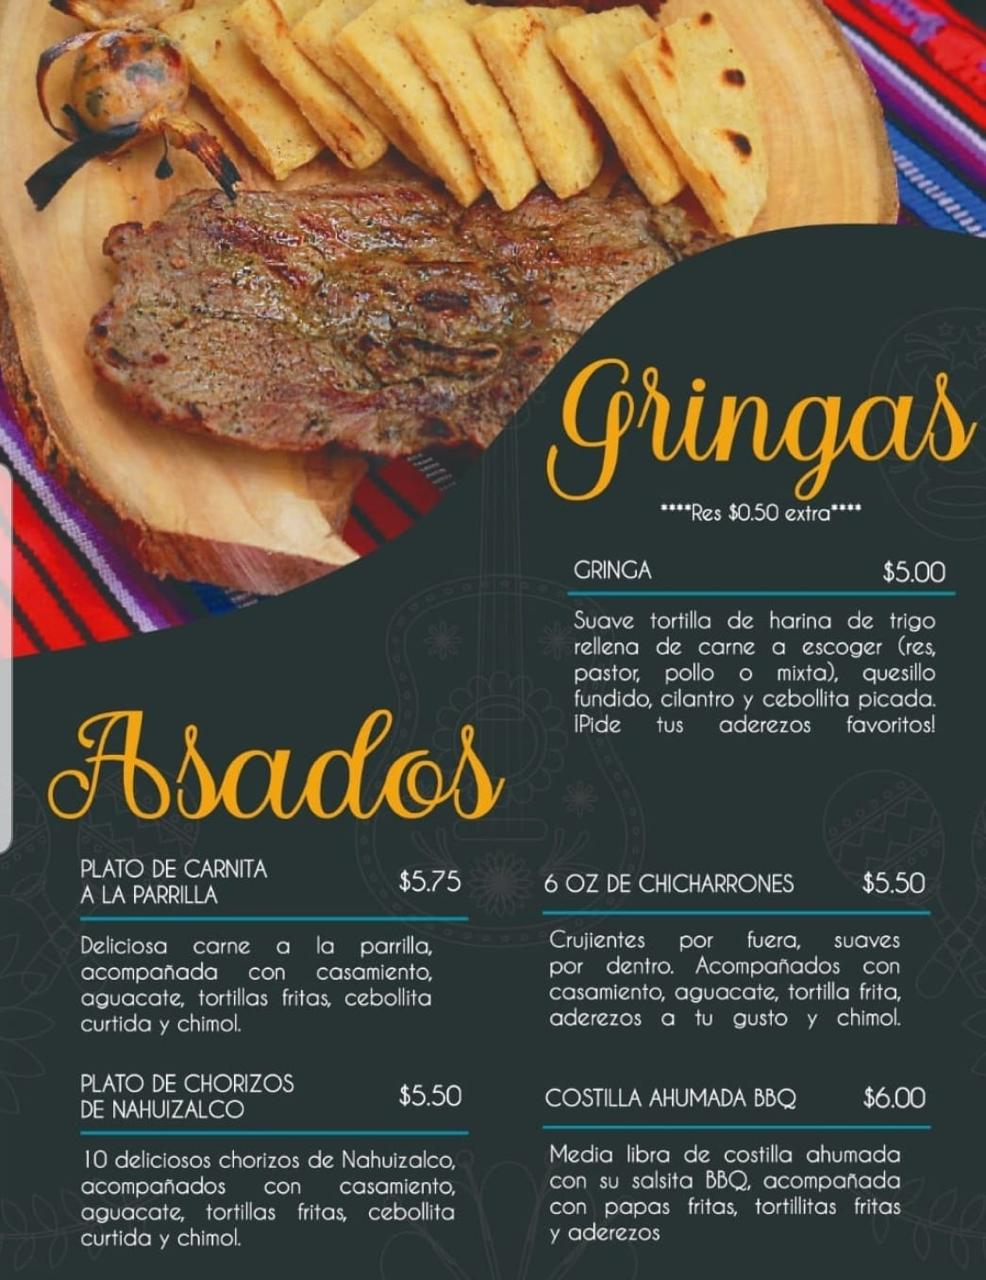 Gringas
****Res $0.50 extra****
GRINGA $5.00
Suave tortilla de harina de trigo
rellena de carne a escoger (res,
pastor, pollo o mixta), quesillo
fundido, cilantro y cebollita picada.
¡Pide tus aderezos favoritos!
Asados
PLATO DE CARNITA
A LA PARRILLA
$5.75
Deliciosa carne a la parrilla,
acompañada con casamiento,
aguacate, tortillas fritas, cebollita
curtida y chimol.
PLATO DE CHORIZOS
DE NAHUIZALCO
$5.50
10 deliciosos chorizos de Nahuizalco,
acompañados con casamiento,
aguacate, tortillas fritas, cebollita
curtida y chimol.
6 OZ DE CHICHARRONES $5.50
Crujientes por fuera, suaves
por dentro. Acompañados con
casamiento, aguacate, tortilla frita,
aderezos a tu gusto y chimol.
COSTILLA AHUMADA BBQ $6.00
Media libra de costilla ahumada
con su salsita BBQ, acompañada
con papas fritas, tortillitas fritas
y aderezos